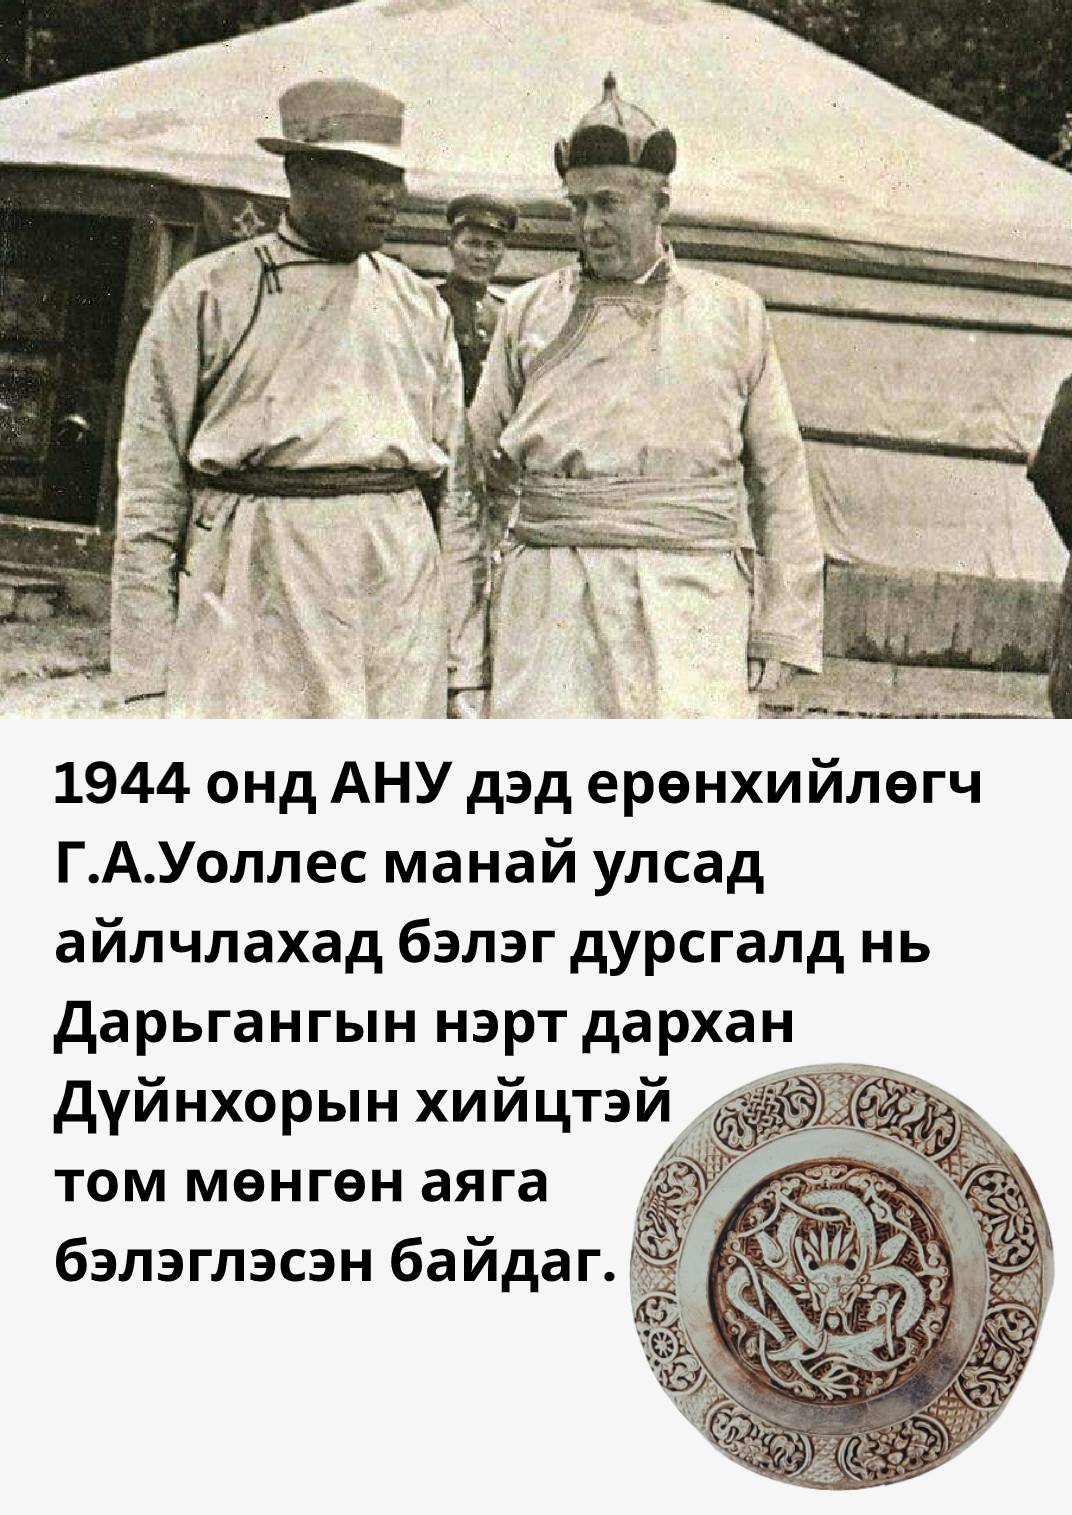 1944 онд АНУ дэд ерөнхийлөгч
Г.А.Уоллес манай улсад
айлчлахад бэлэг дурсгалд нь
Дарьгангын нэрт дархан
Дүйнхорын хийцтэй
том мөнгөн аяга
бэлэглэсэн байдаг.